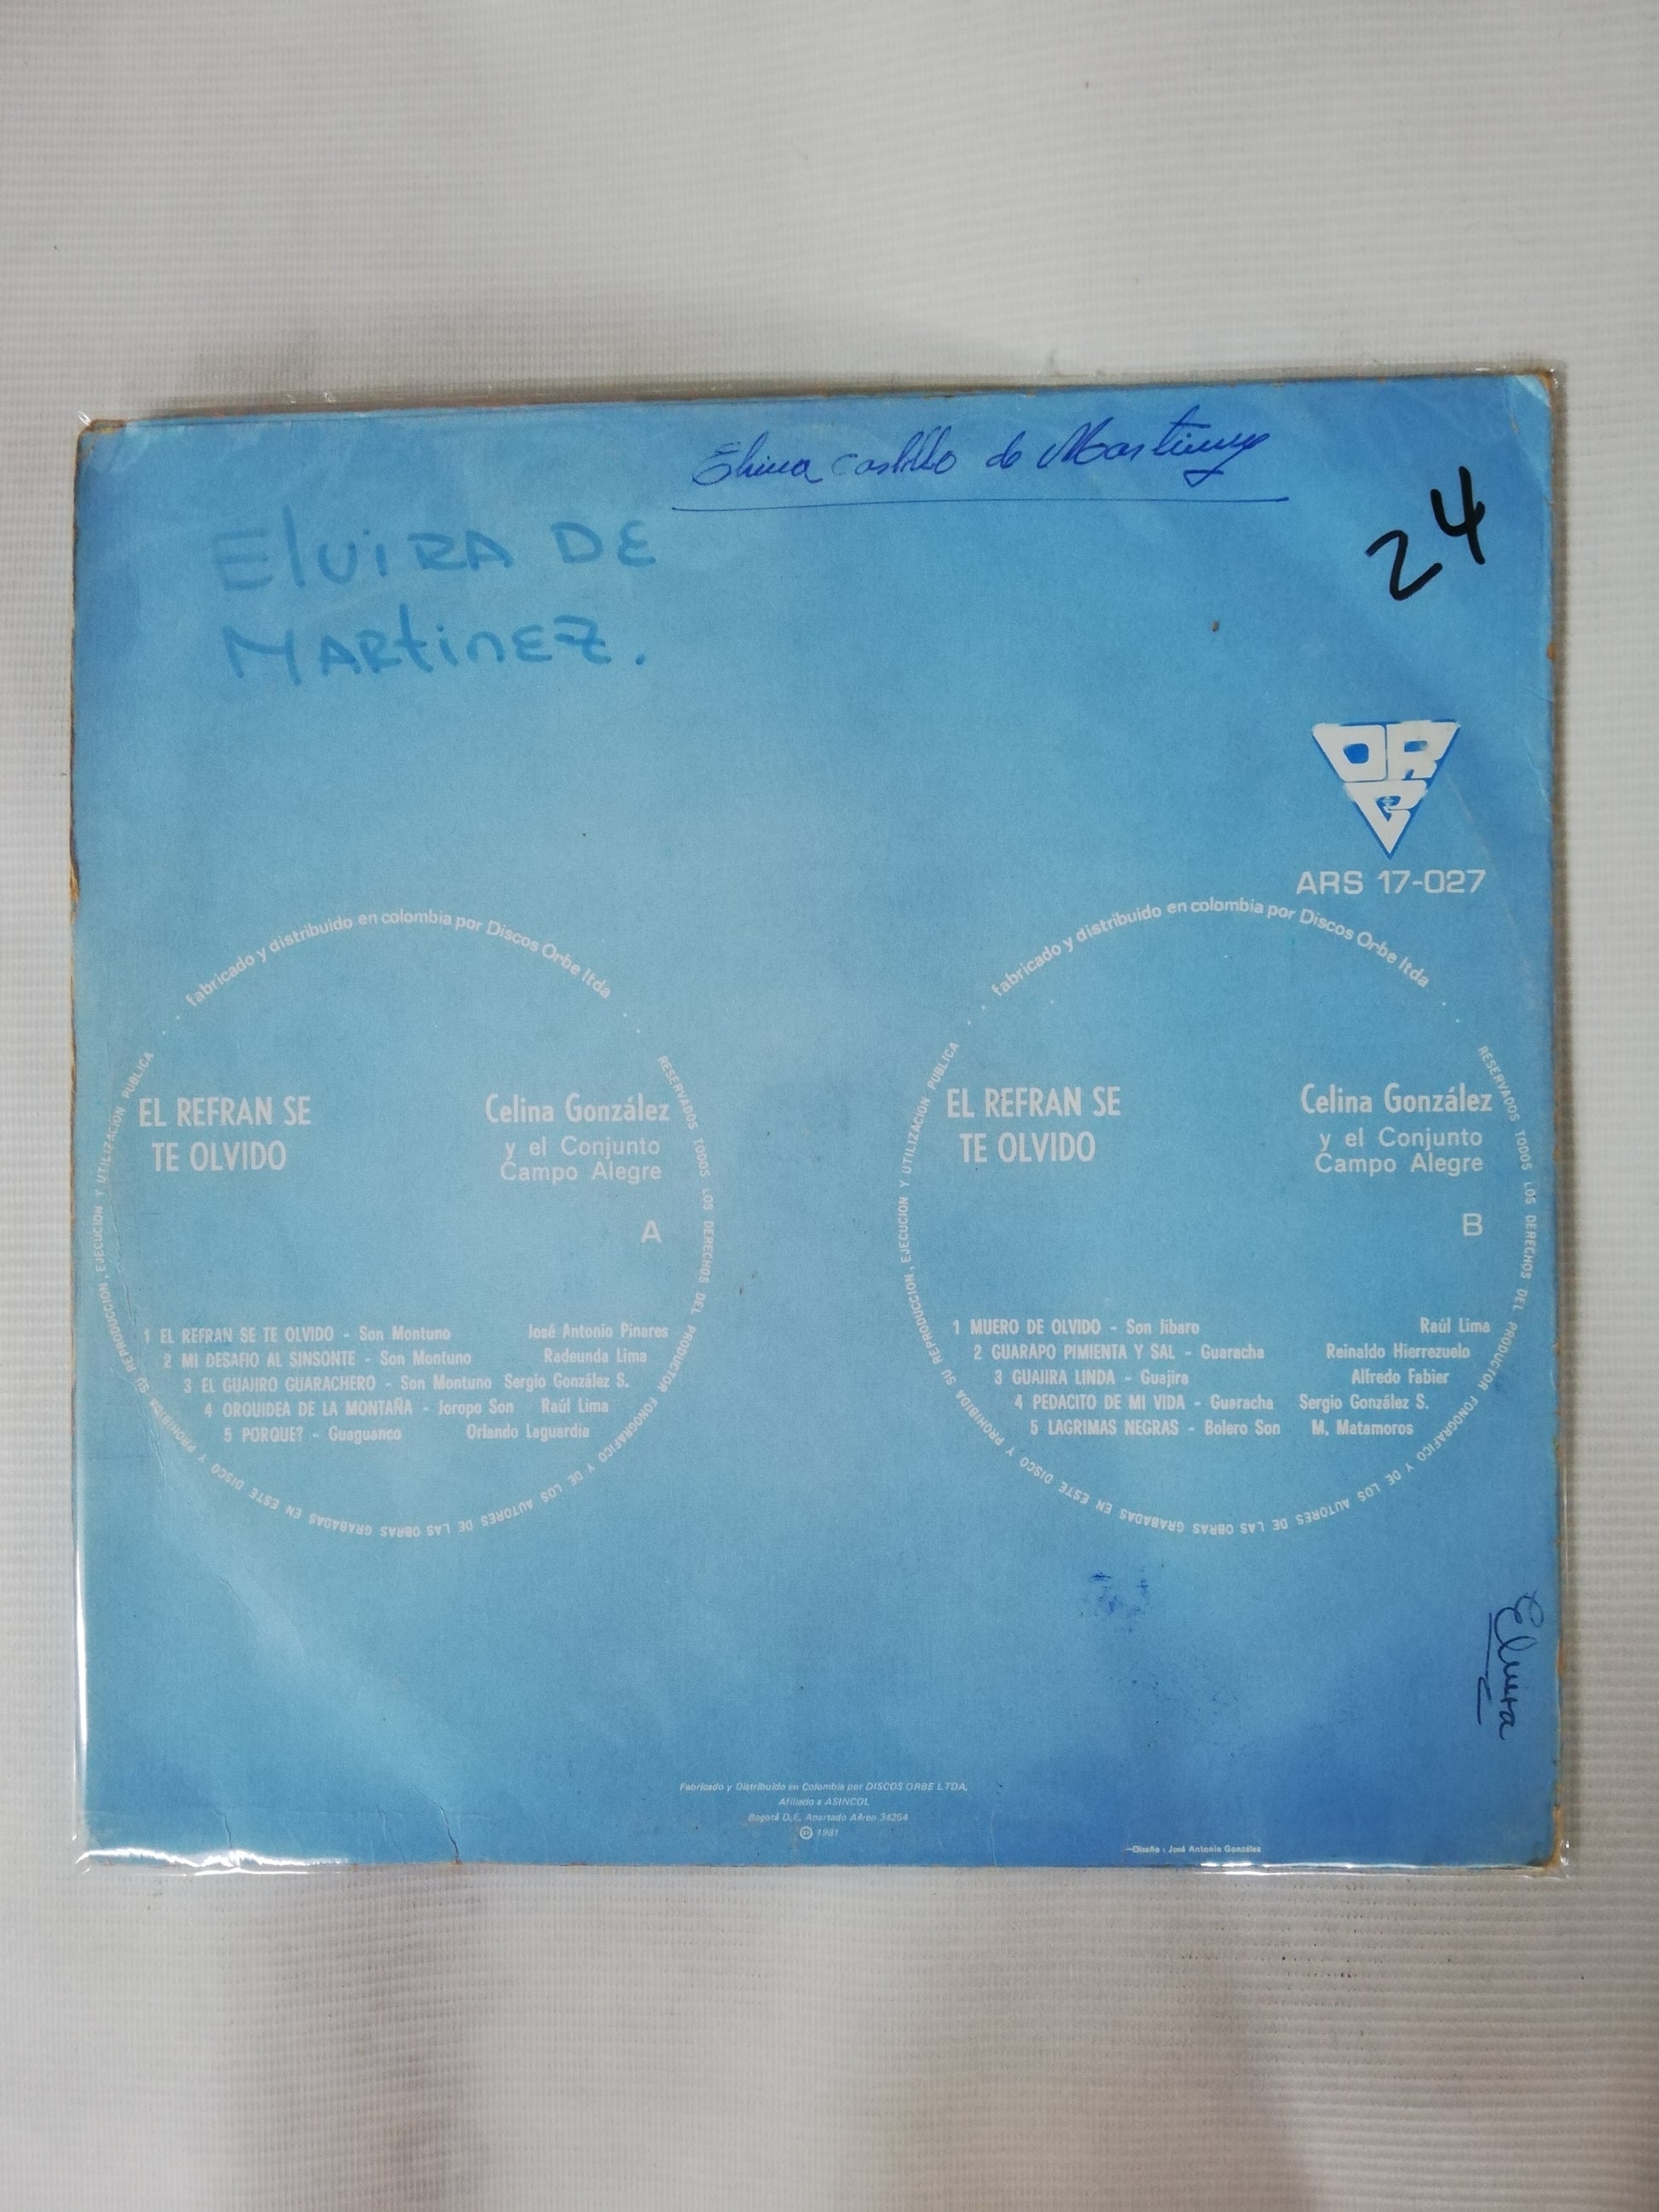 Elvira Castillo de Martinez
24
ElviRA DE
MARtinEZ.
ORBE
ARS 17-027
fabricado y distribuido en colombia por Discos Orbe ltda
RESERVADOS TODOS LOS DERECHOS DEL PRODUCTOR FONOGRAFICO Y DE LOS AUTORES DE LAS OBRAS GRABADAS EN ESTE DISCO Y PROHIBIDA SU REPRODUCCION, EJECUCION Y UTILIZACION PUBLICA
EL REFRAN SE
TE OLVIDO
Celina González
y el Conjunto
Campo Alegre
A
1 EL REFRAN SE TE OLVIDO - Son Montuno José Antonio Pinares
2 MI DESAFIO AL SINSONTE - Son Montuno Radeunda Lima
3 EL GUAJIRO GUARACHERO - Son Montuno Sergio González S.
4 ORQUIDEA DE LA MONTAÑA - Joropo Son Raúl Lima
5 PORQUE? - Guaguanco Orlando Laguardia
fabricado y distribuido en colombia por Discos Orbe ltda
RESERVADOS TODOS LOS DERECHOS DEL PRODUCTOR FONOGRAFICO Y DE LOS AUTORES DE LAS OBRAS GRABADAS EN ESTE DISCO Y PROHIBIDA SU REPRODUCCION, EJECUCION Y UTILIZACION PUBLICA
EL REFRAN SE
TE OLVIDO
Celina González
y el Conjunto
Campo Alegre
B
1 MUERO DE OLVIDO - Son Jibaro Raúl Lima
2 GUARAPO PIMIENTA Y SAL - Guaracha Reinaldo Hierrezuelo
3 GUAJIRA LINDA - Guajira Alfredo Fabier
4 PEDACITO DE MI VIDA - Guaracha Sergio González S.
5 LAGRIMAS NEGRAS - Bolero Son M. Matamoros
Elvira
Fabricado y Distribuido en Colombia por DISCOS ORBE LTDA.
Afiliado a ASINCOL
Bogotá D.E. Apartado Aéreo 34254
℗ 1981
—Diseño : José Antonio González